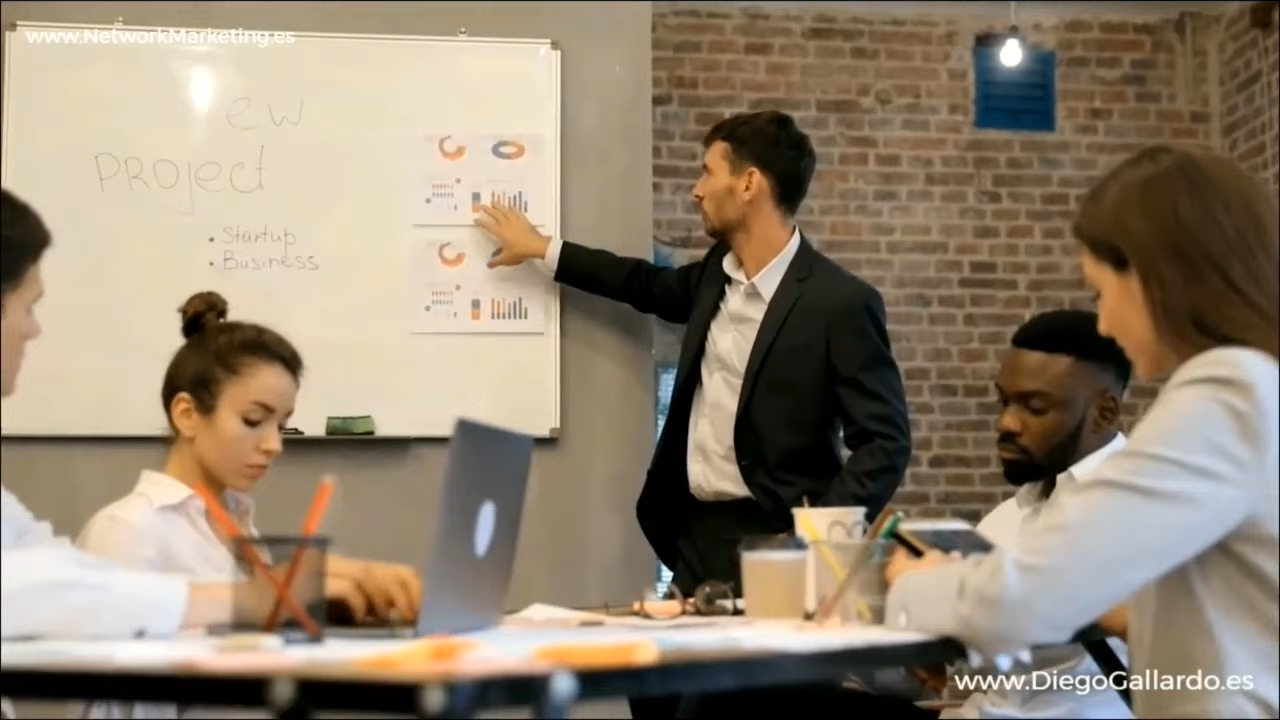 www.NetworkMarketing.es
ew
PROJECT
• Startup
• Business
www.DiegoGallardo.es